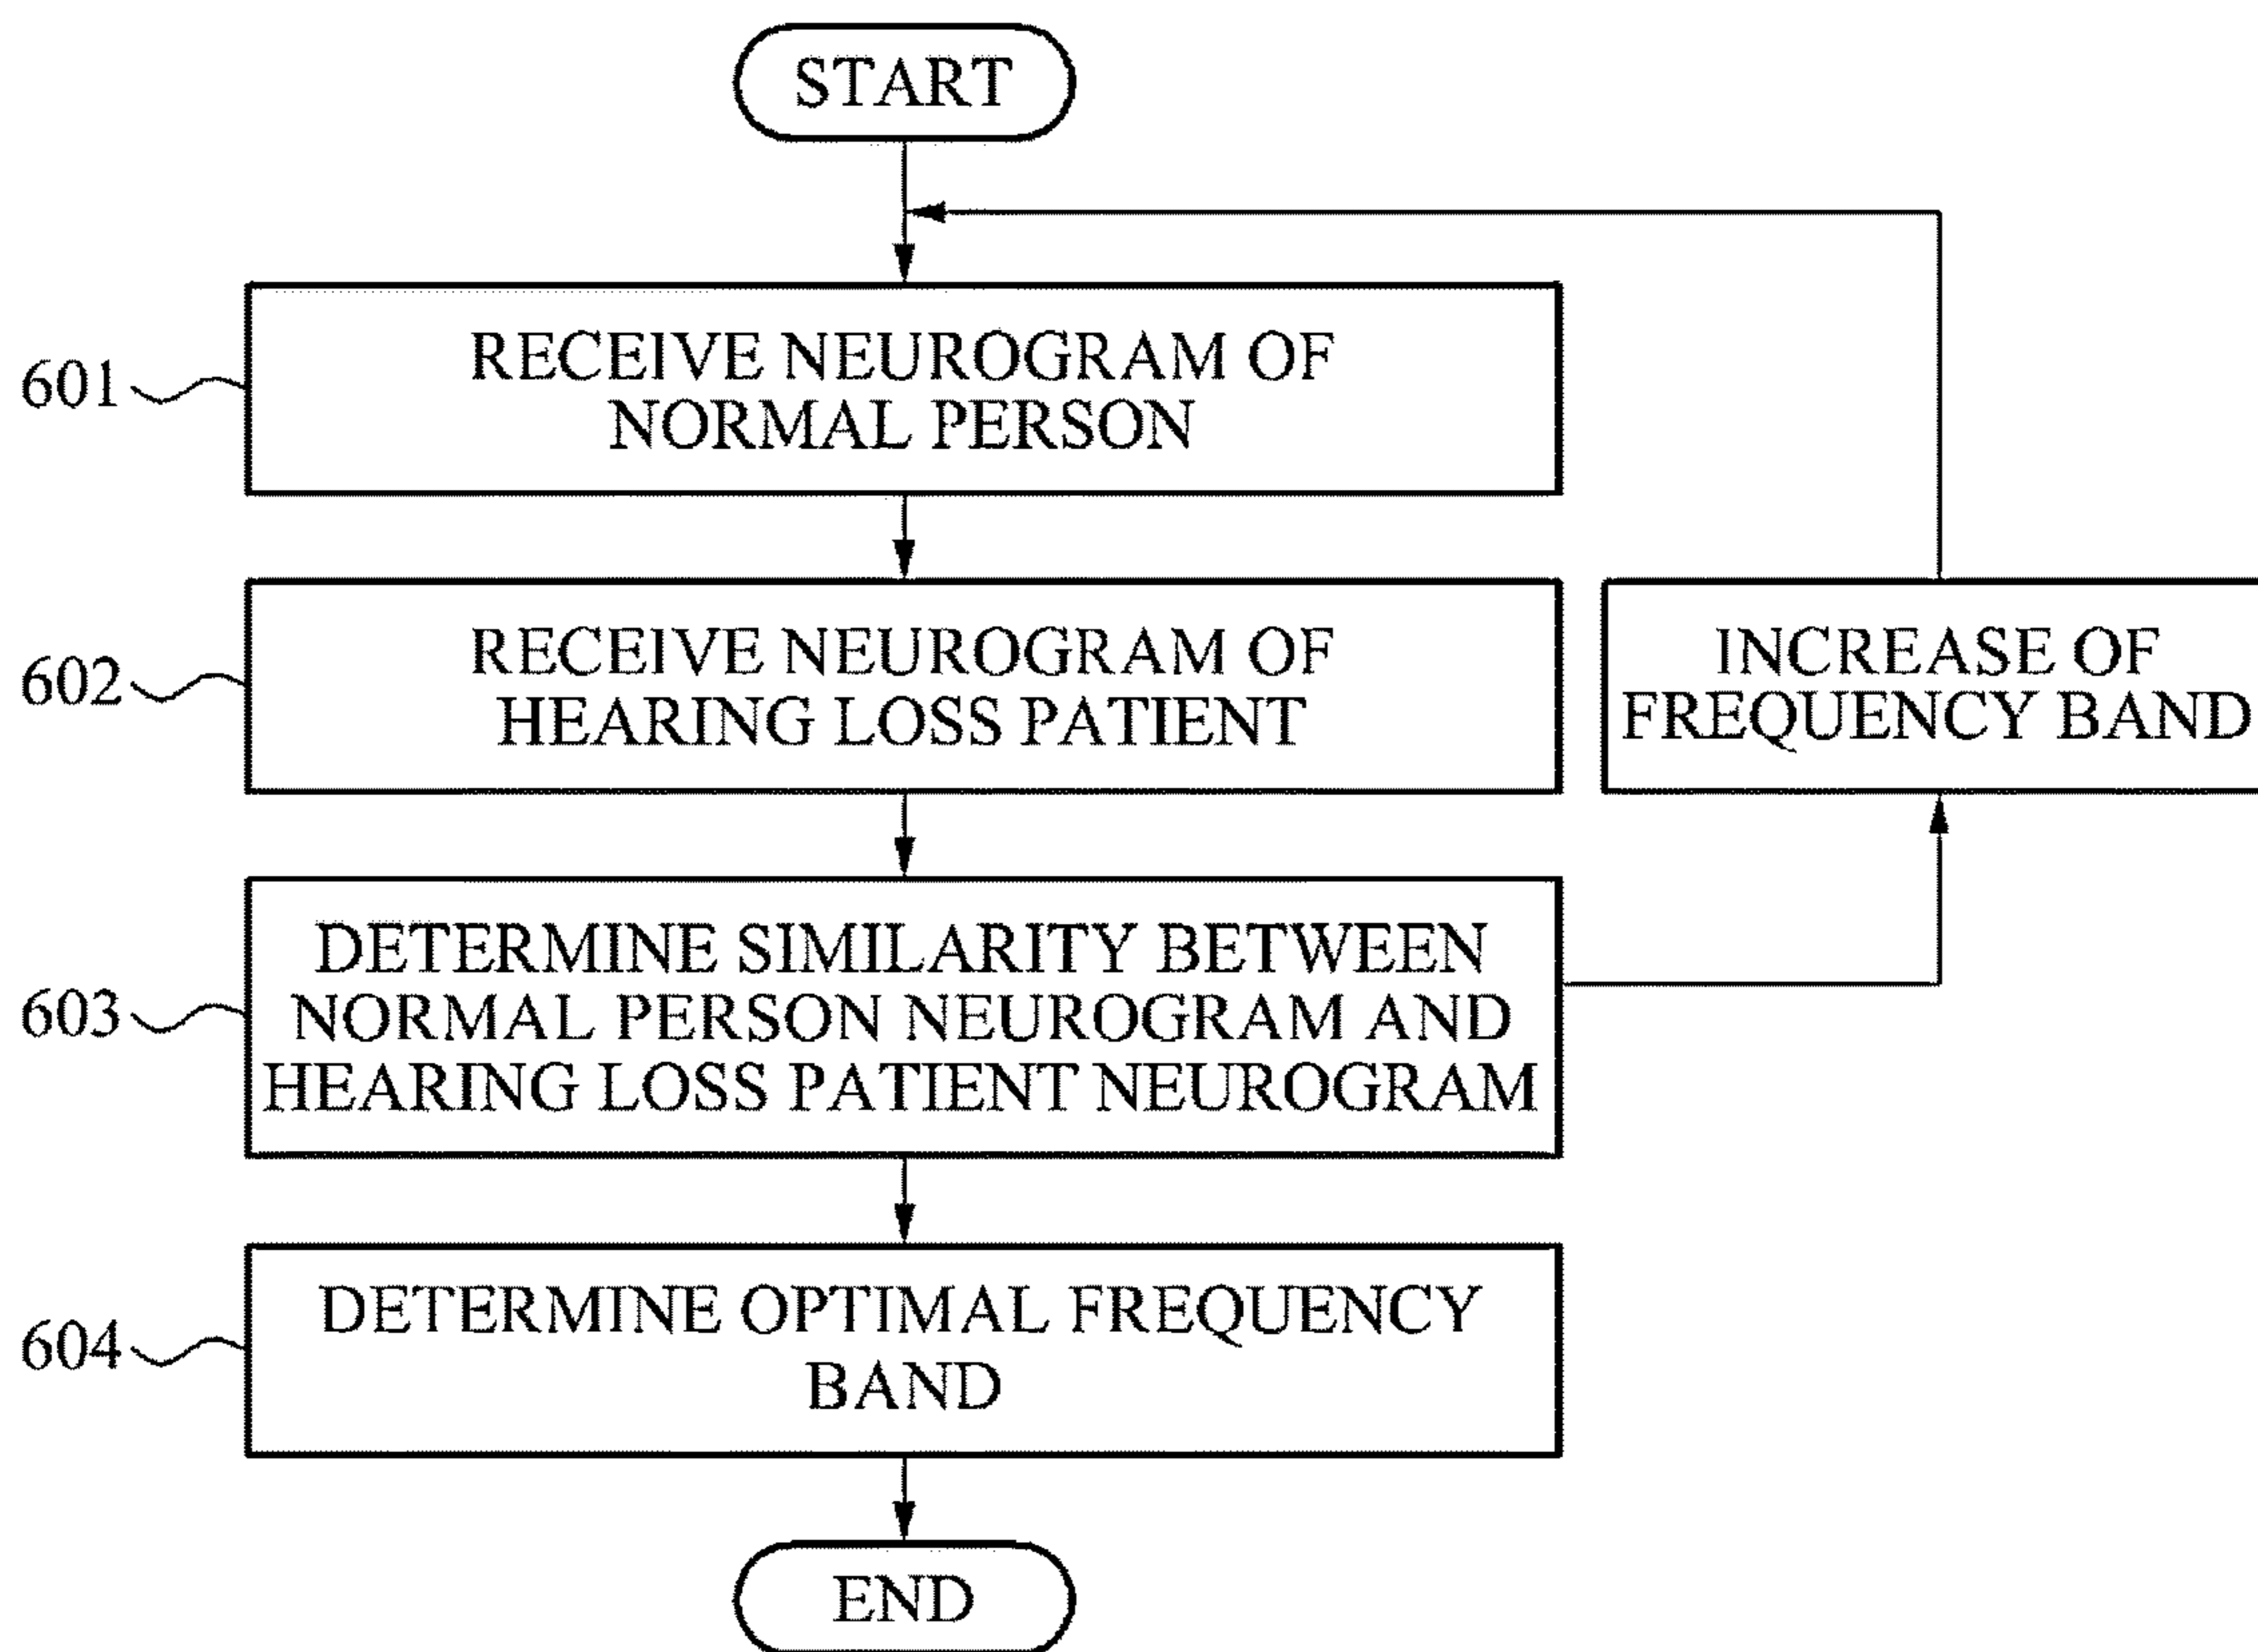 START
601
RECEIVE NEUROGRAM OF
NORMAL PERSON
602
RECEIVE NEUROGRAM OF
HEARING LOSS PATIENT
INCREASE OF
FREQUENCY BAND
603
DETERMINE SIMILARITY BETWEEN
NORMAL PERSON NEUROGRAM AND
HEARING LOSS PATIENT NEUROGRAM
604
DETERMINE OPTIMAL FREQUENCY
BAND
END